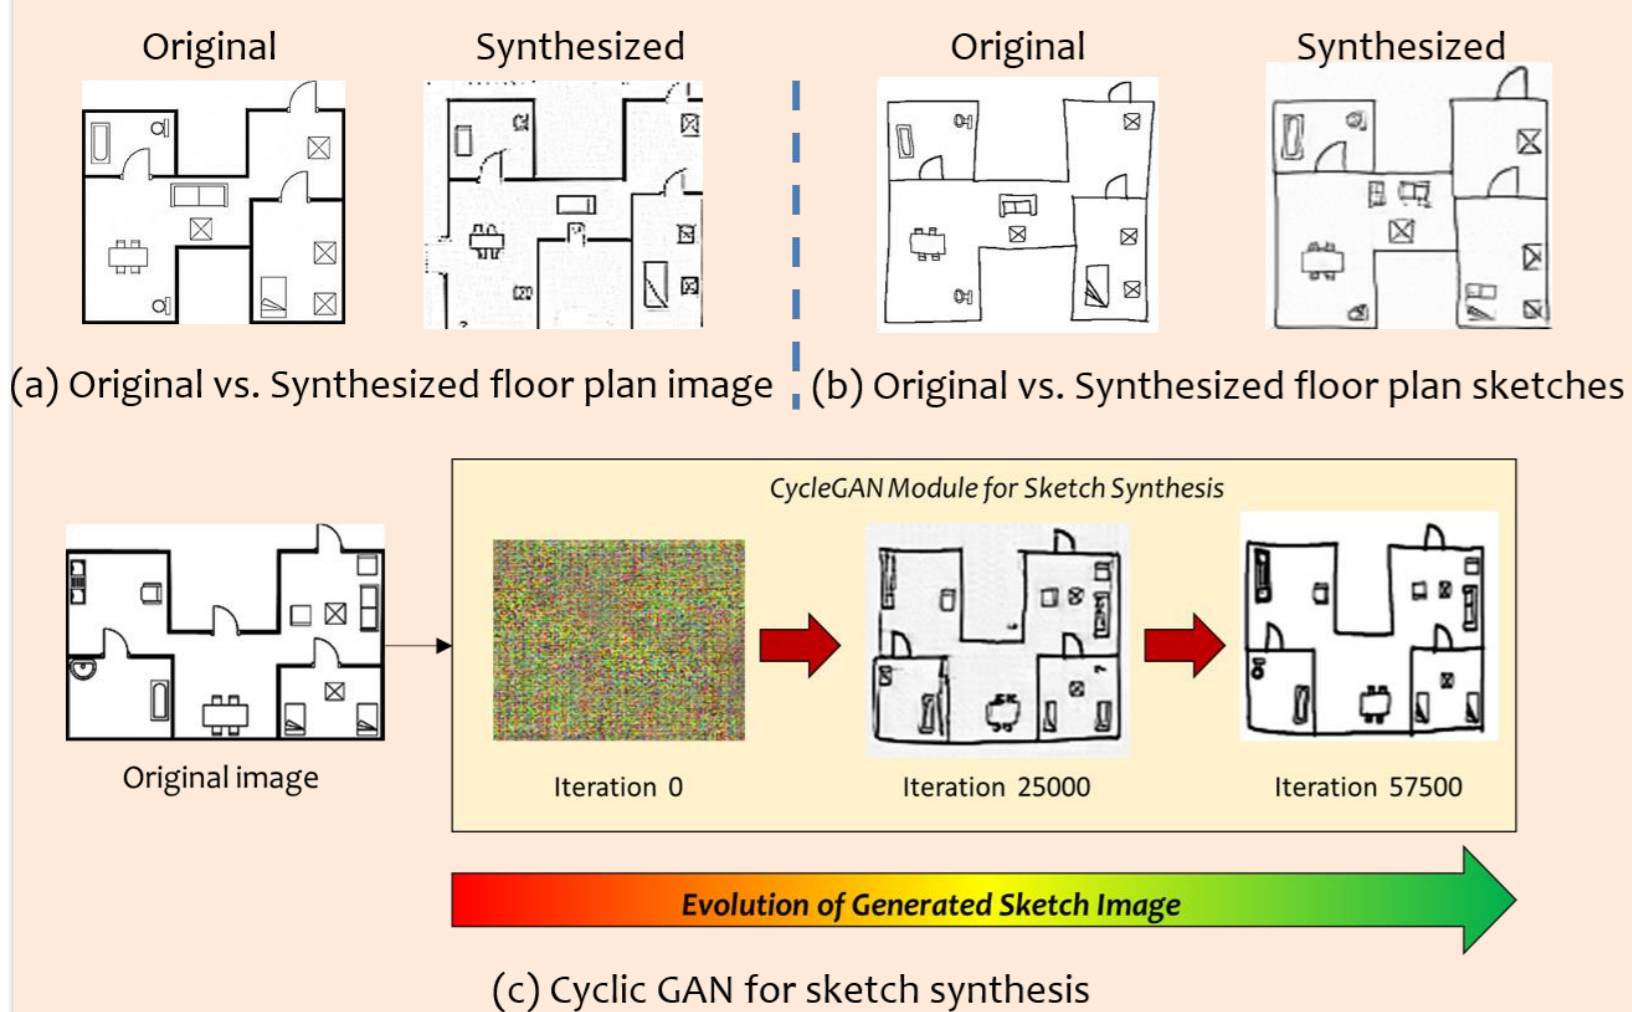 Original
Synthesized
Original
Synthesized
(a) Original vs. Synthesized floor plan image
(b) Original vs. Synthesized floor plan sketches
CycleGAN Module for Sketch Synthesis
Original image
Iteration 0
Iteration 25000
Iteration 57500
Evolution of Generated Sketch Image
(c) Cyclic GAN for sketch synthesis